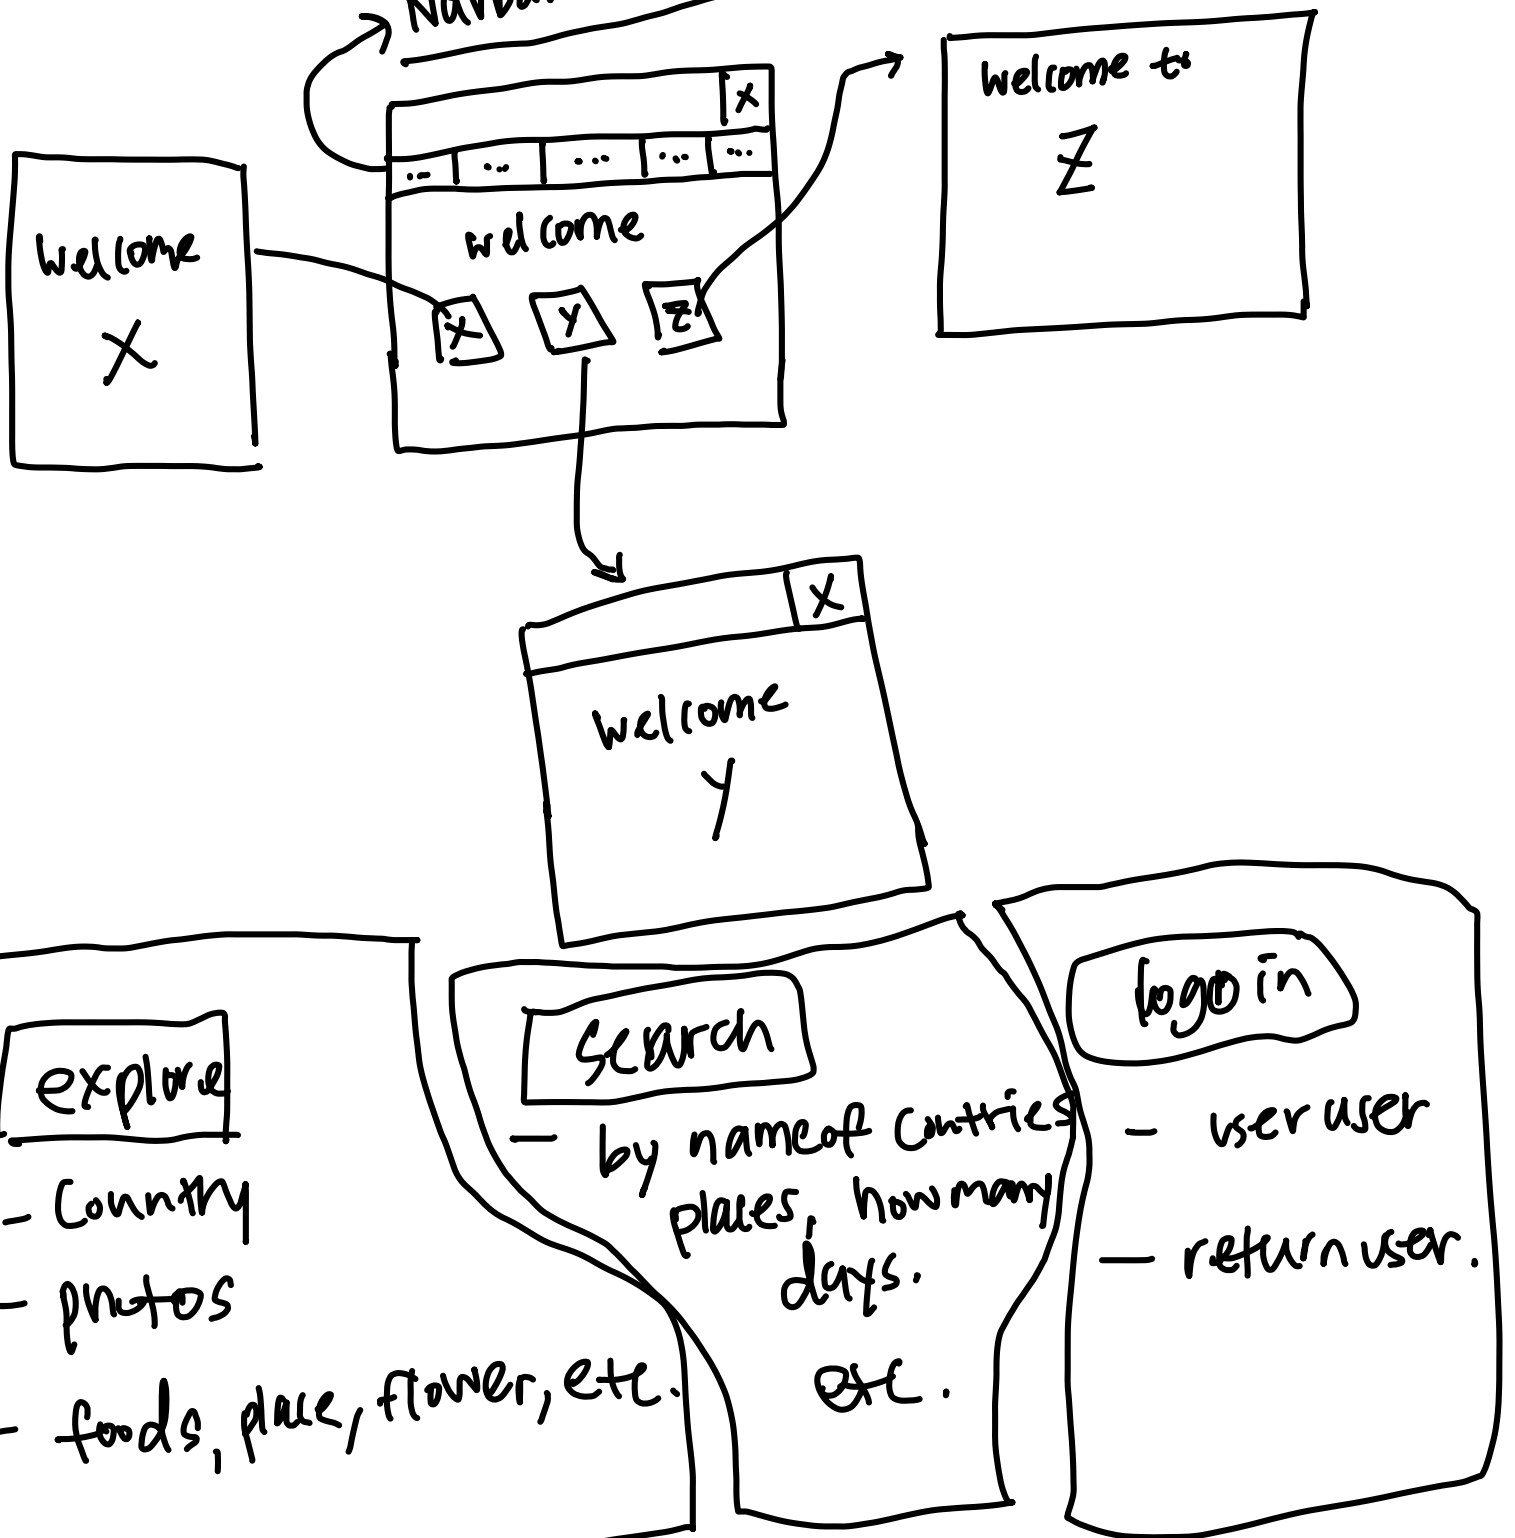 X
... ... ... ... ...
welcome
X Y Z
welcome
X
welcome to
Z
X
welcome
Y
explore
country
photos
foods, place, flower, etc.
search
by name of contries
places, how many
days.
etc.
logo in
user user
return user.